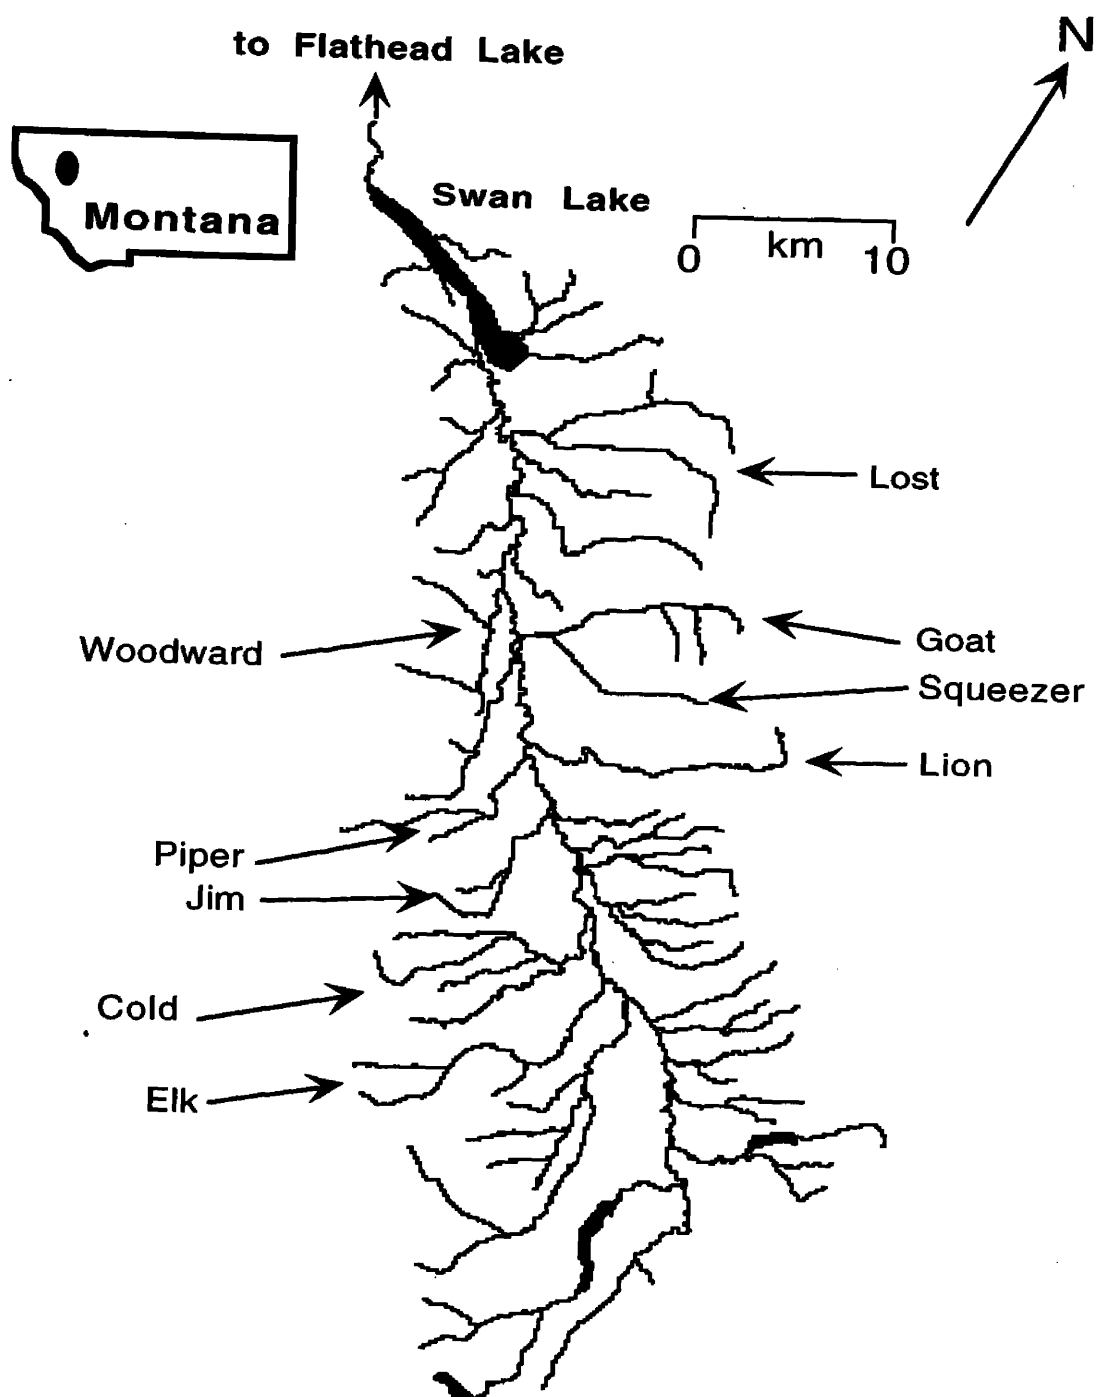 to Flathead Lake
N
Montana
Swan Lake
km
0 10
Lost
Woodward
Goat
Squeezer
Lion
Piper
Jim
Cold
Elk